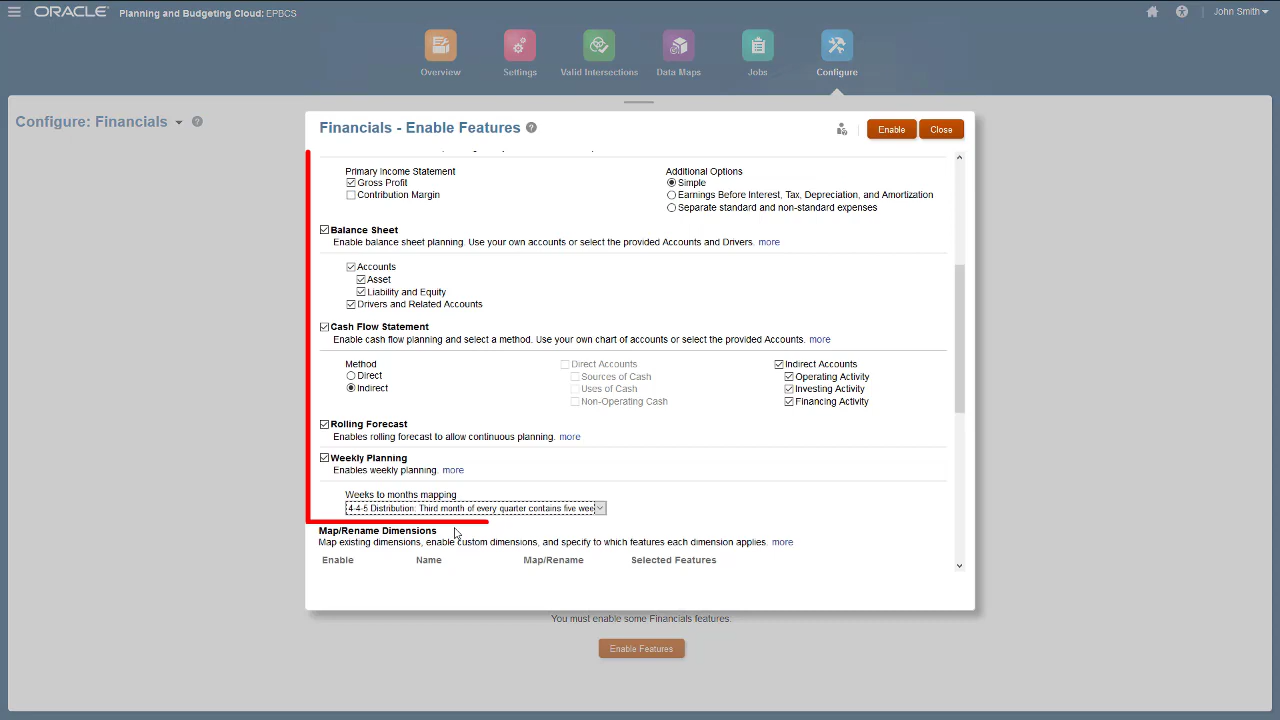 ORACLE Planning and Budgeting Cloud: EPBCS
John Smith
Overview
Settings
Valid Intersections
Data Maps
Jobs
Configure
Configure: Financials
Financials - Enable Features
Enable
Close
Primary Income Statement
Gross Profit
Contribution Margin
Additional Options
Simple
Earnings Before Interest, Tax, Depreciation, and Amortization
Separate standard and non-standard expenses
Balance Sheet
Enable balance sheet planning. Use your own accounts or select the provided Accounts and Drivers. more
Accounts
Asset
Liability and Equity
Drivers and Related Accounts
Cash Flow Statement
Enable cash flow planning and select a method. Use your own chart of accounts or select the provided Accounts. more
Method
Direct
Indirect
Direct Accounts
Sources of Cash
Uses of Cash
Non-Operating Cash
Indirect Accounts
Operating Activity
Investing Activity
Financing Activity
Rolling Forecast
Enables rolling forecast to allow continuous planning. more
Weekly Planning
Enables weekly planning. more
Weeks to months mapping
4-4-5 Distribution: Third month of every quarter contains five wee
Map/Rename Dimensions
Map existing dimensions, enable custom dimensions, and specify to which features each dimension applies. more
Enable Name Map/Rename Selected Features
You must enable some Financials features.
Enable Features